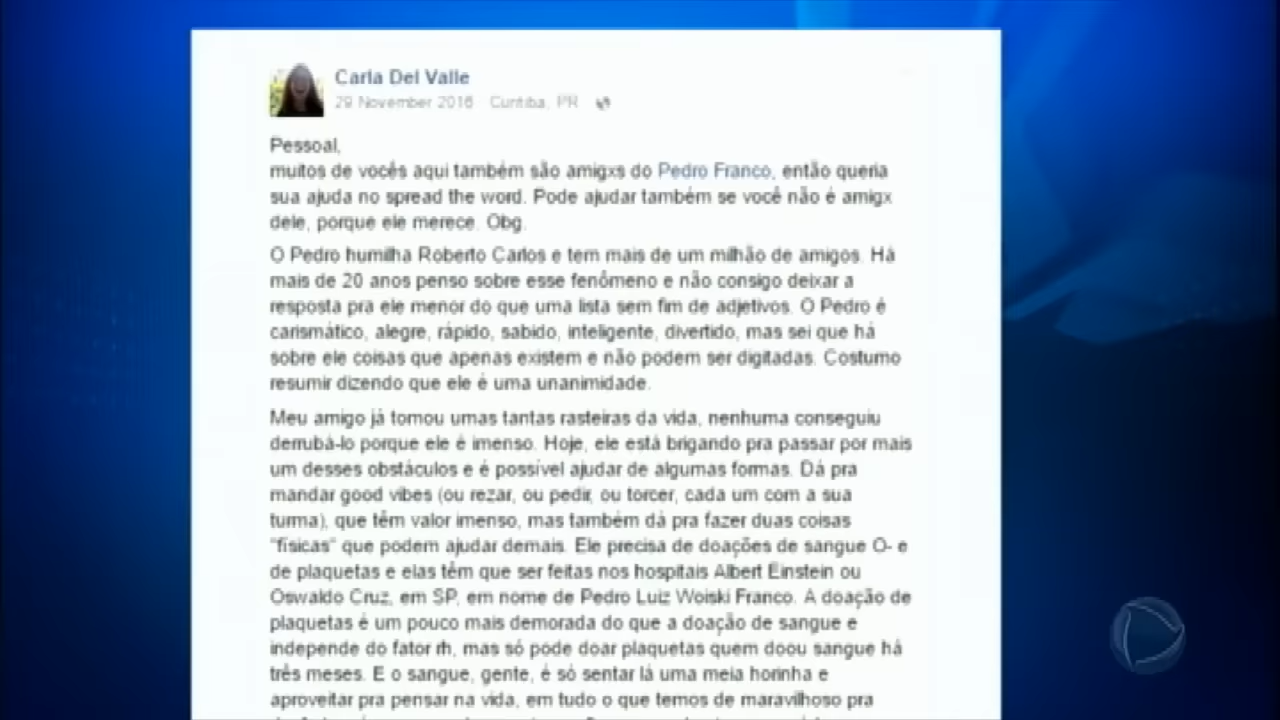 Carla Del Valle
29 November 2016 Curitiba, PR
Pessoal,
muitos de vocês aqui também são amigxs do Pedro Franco, então queria
sua ajuda no spread the word. Pode ajudar também se você não é amigx
dele, porque ele merece. Obg.
O Pedro humilha Roberto Carlos e tem mais de um milhão de amigos. Há
mais de 20 anos penso sobre esse fenômeno e não consigo deixar a
resposta pra ele menor do que uma lista sem fim de adjetivos. O Pedro é
carismático, alegre, rápido, sabido, inteligente, divertido, mas sei que há
sobre ele coisas que apenas existem e não podem ser digitadas. Costumo
resumir dizendo que ele é uma unanimidade.
Meu amigo já tomou umas tantas rasteiras da vida, nenhuma conseguiu
derrubá-lo porque ele é imenso. Hoje, ele está brigando pra passar por mais
um desses obstáculos e é possível ajudar de algumas formas. Dá pra
mandar good vibes (ou rezar, ou pedir, ou torcer, cada um com a sua
turma), que têm valor imenso, mas também dá pra fazer duas coisas
"físicas" que podem ajudar demais. Ele precisa de doações de sangue O- e
de plaquetas e elas têm que ser feitas nos hospitais Albert Einstein ou
Oswaldo Cruz, em SP, em nome de Pedro Luiz Woiski Franco. A doação de
plaquetas é um pouco mais demorada do que a doação de sangue e
independe do fator rh, mas só pode doar plaquetas quem doou sangue há
três meses. E o sangue, gente, é só sentar lá uma meia horinha e
aproveitar pra pensar na vida, em tudo o que temos de maravilhoso pra